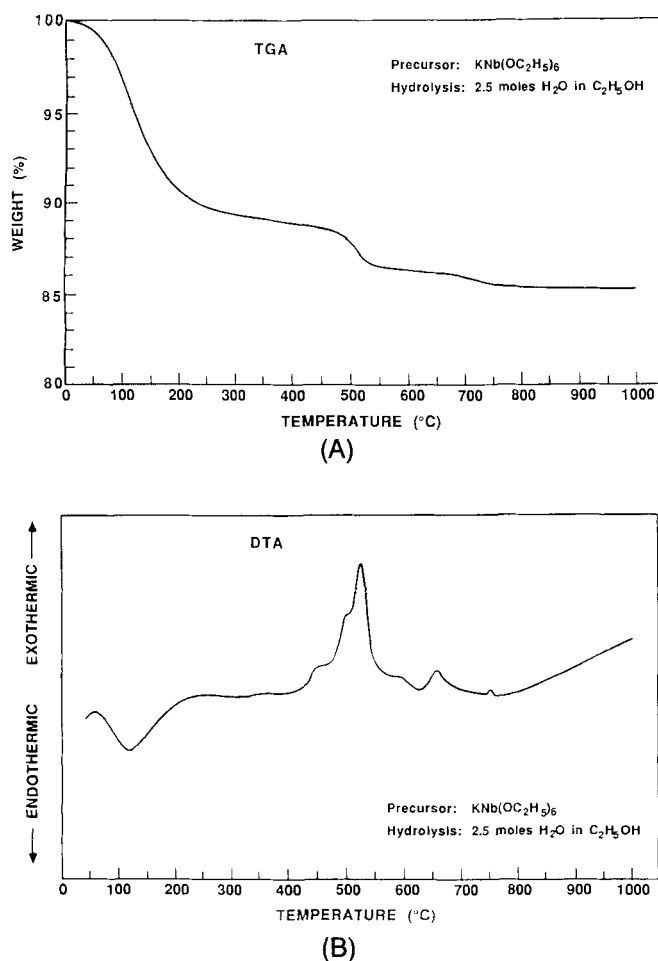 100
TGA
Precursor: KNb(OC₂H₅)₆
Hydrolysis: 2.5 moles H₂O in C₂H₅OH
95
WEIGHT (%)
90
85
80
0 100 200 300 400 500 600 700 800 900 1000
TEMPERATURE (°C)
(A)
DTA
EXOTHERMIC
ENDOTHERMIC
Precursor: KNb(OC₂H₅)₆
Hydrolysis: 2.5 moles H₂O in C₂H₅OH
0 100 200 300 400 500 600 700 800 900 1000
TEMPERATURE (°C)
(B)